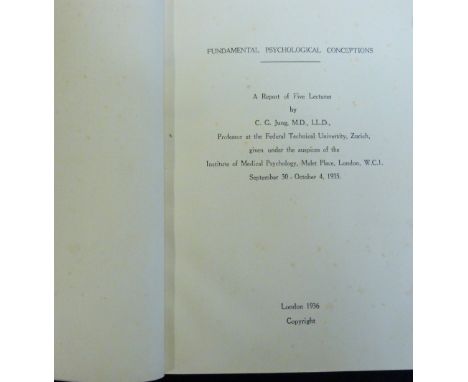 FUNDAMENTAL PSYCHOLOGICAL CONCEPTIONS
A Report of Five Lectures
by
C. G. Jung, M.D., LL.D.,
Professor at the Federal Technical University, Zurich,
given under the auspices of the
Institute of Medical Psychology, Malet Place, London, W.C.1.
September 30 - October 4, 1935.
London 1936
Copyright